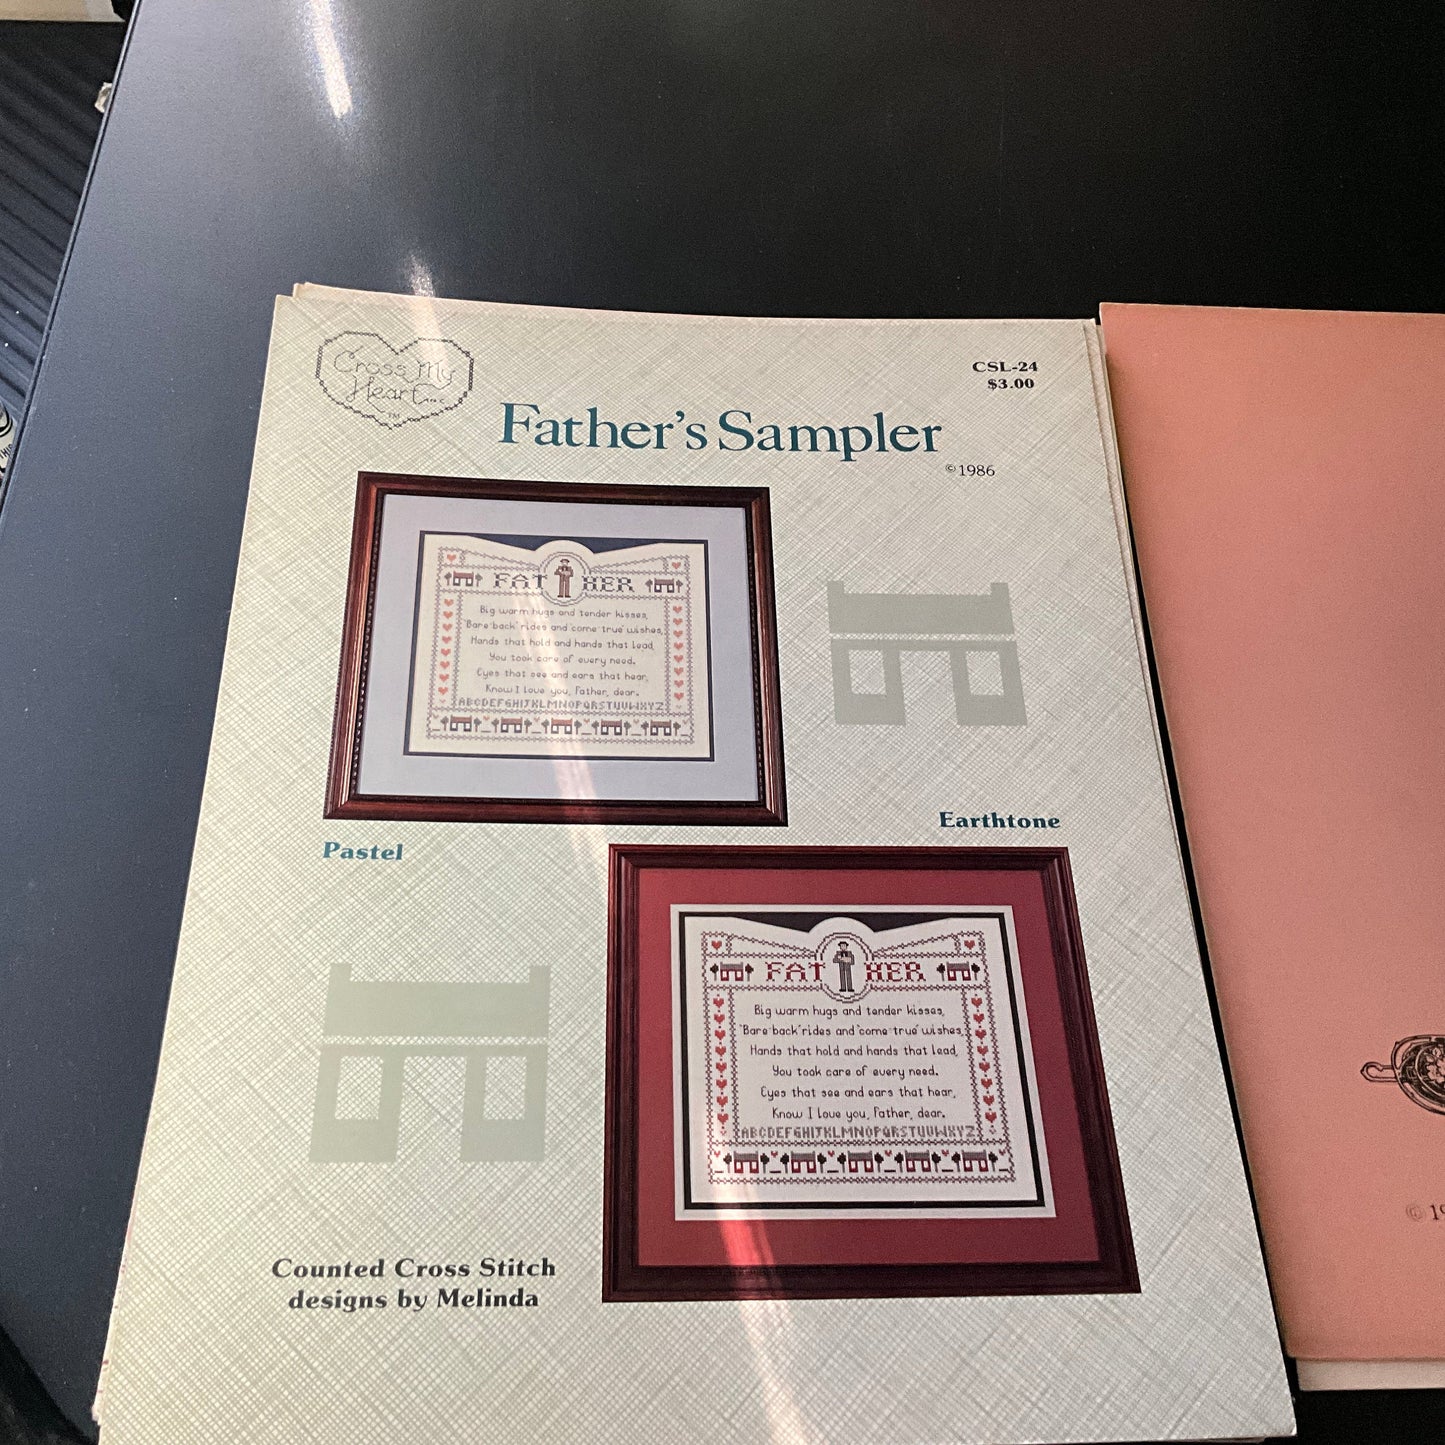 Cross My
Heart inc
TM
CSL-24
$3.00
Father's Sampler
©1986
FATHER
Big warm hugs and tender kisses,
"Bare-back" rides and "come-true" wishes,
Hands that hold and hands that lead,
You took care of every need.
Eyes that see and ears that hear,
Know I love you, Father, dear.
ABCDEFGHIJKLMNOPQRSTUVWXYZ
Pastel
Earthtone
FATHER
Big warm hugs and tender kisses,
"Bare-back" rides and "come-true" wishes,
Hands that hold and hands that lead,
You took care of every need.
Eyes that see and ears that hear,
Know I love you, Father, dear.
ABCDEFGHIJKLMNOPQRSTUVWXYZ
Counted Cross Stitch
designs by Melinda